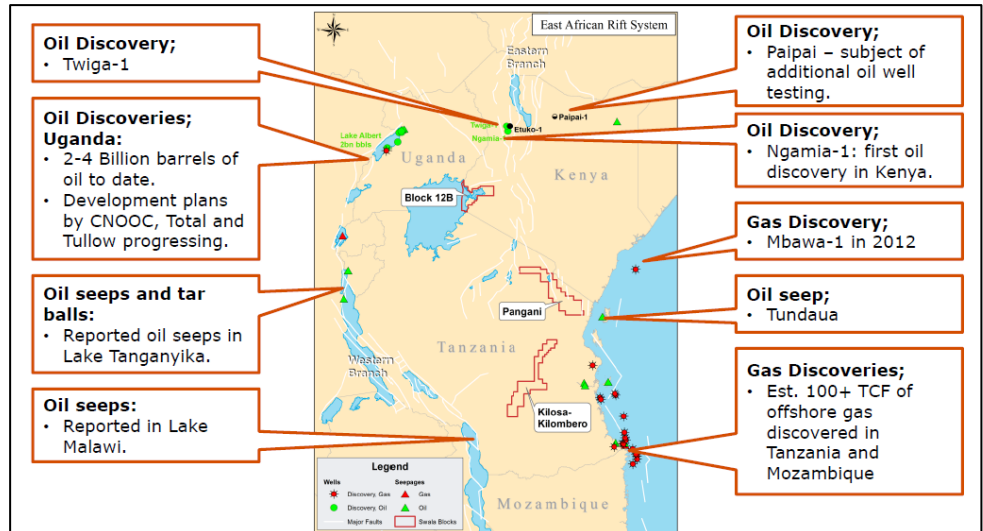 East African Rift System
Oil Discovery;
• Twiga-1
Oil Discoveries;
Uganda:
• 2-4 Billion barrels of
oil to date.
• Development plans
by CNOOC, Total and
Tullow progressing.
Oil seeps and tar
balls:
• Reported oil seeps in
Lake Tanganyika.
Oil seeps:
• Reported in Lake
Malawi.
Eastern
Branch
Paipai-1
Twiga-1
Etuko-1
Ngamia-1
Lake Albert
2bn bbls
Uganda
Kenya
Block 12B
Pangani
Tanzania
Western
Branch
Kilosa-
Kilombero
Mozambique
Legend
Wells
Seepages
Discovery, Gas
Gas
Discovery, Oil
Oil
Major Faults
Swala Blocks
Oil Discovery;
• Paipai – subject of
additional oil well
testing.
Oil Discovery;
• Ngamia-1: first oil
discovery in Kenya.
Gas Discovery;
• Mbawa-1 in 2012
Oil seep;
• Tundaua
Gas Discoveries;
• Est. 100+ TCF of
offshore gas
discovered in
Tanzania and
Mozambique